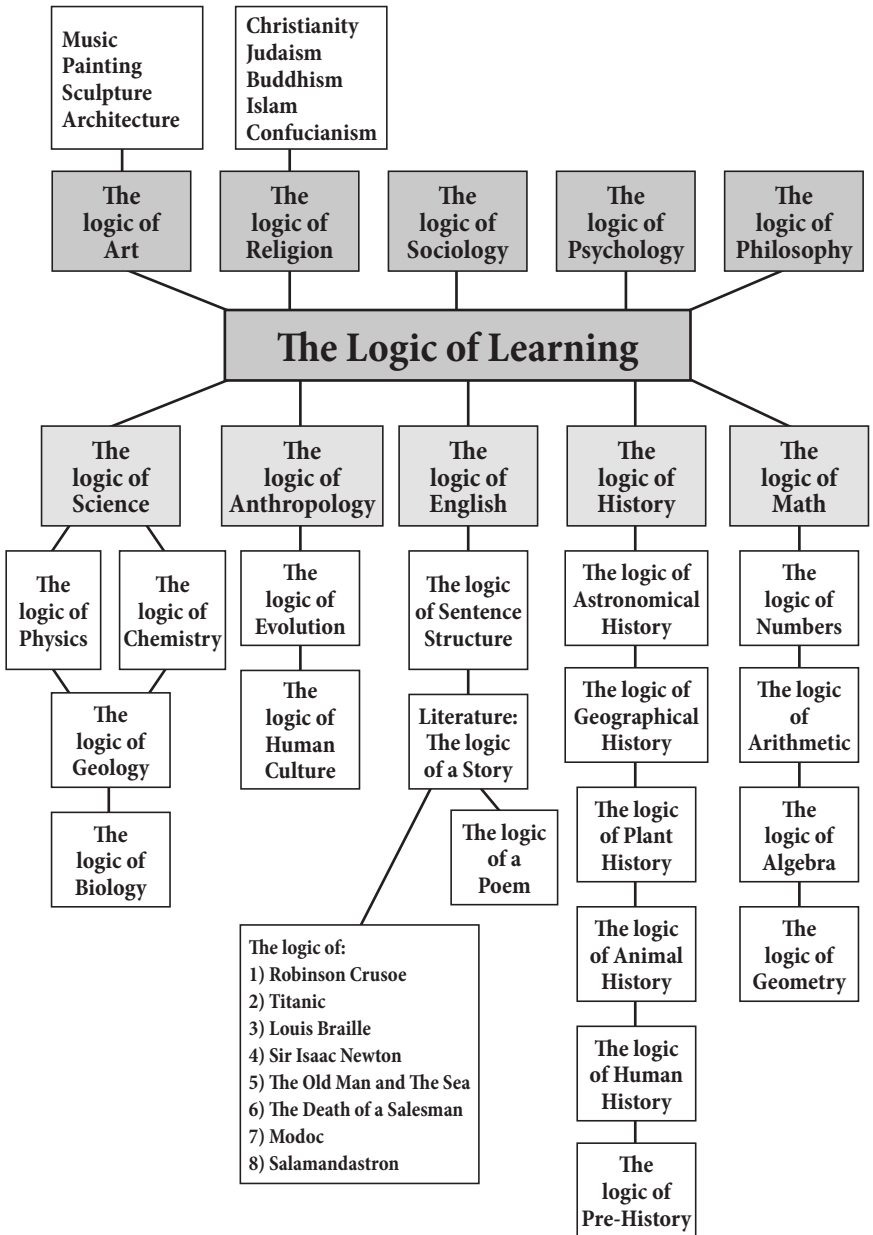 Music
Painting
Sculpture
Architecture
Christianity
Judaism
Buddhism
Islam
Confucianism
The
logic of
Art
The
logic of
Religion
The
logic of
Sociology
The
logic of
Psychology
The
logic of
Philosophy
The Logic of Learning
The
logic of
Science
The
logic of
Anthropology
The
logic of
English
The
logic of
History
The
logic of
Math
The
logic of
Physics
The
logic of
Chemistry
The
logic of
Geology
The
logic of
Biology
The
logic of
Evolution
The
logic of
Human
Culture
The logic
of Sentence
Structure
Literature:
The logic
of a Story
The logic
of a
Poem
The logic of:
1) Robinson Crusoe
2) Titanic
3) Louis Braille
4) Sir Isaac Newton
5) The Old Man and The Sea
6) The Death of a Salesman
7) Modoc
8) Salamandastron
The logic of
Astronomical
History
The logic of
Geographical
History
The logic
of Plant
History
The logic
of Animal
History
The logic
of Human
History
The
logic of
Pre-History
The
logic of
Numbers
The logic
of
Arithmetic
The
logic of
Algebra
The
logic of
Geometry